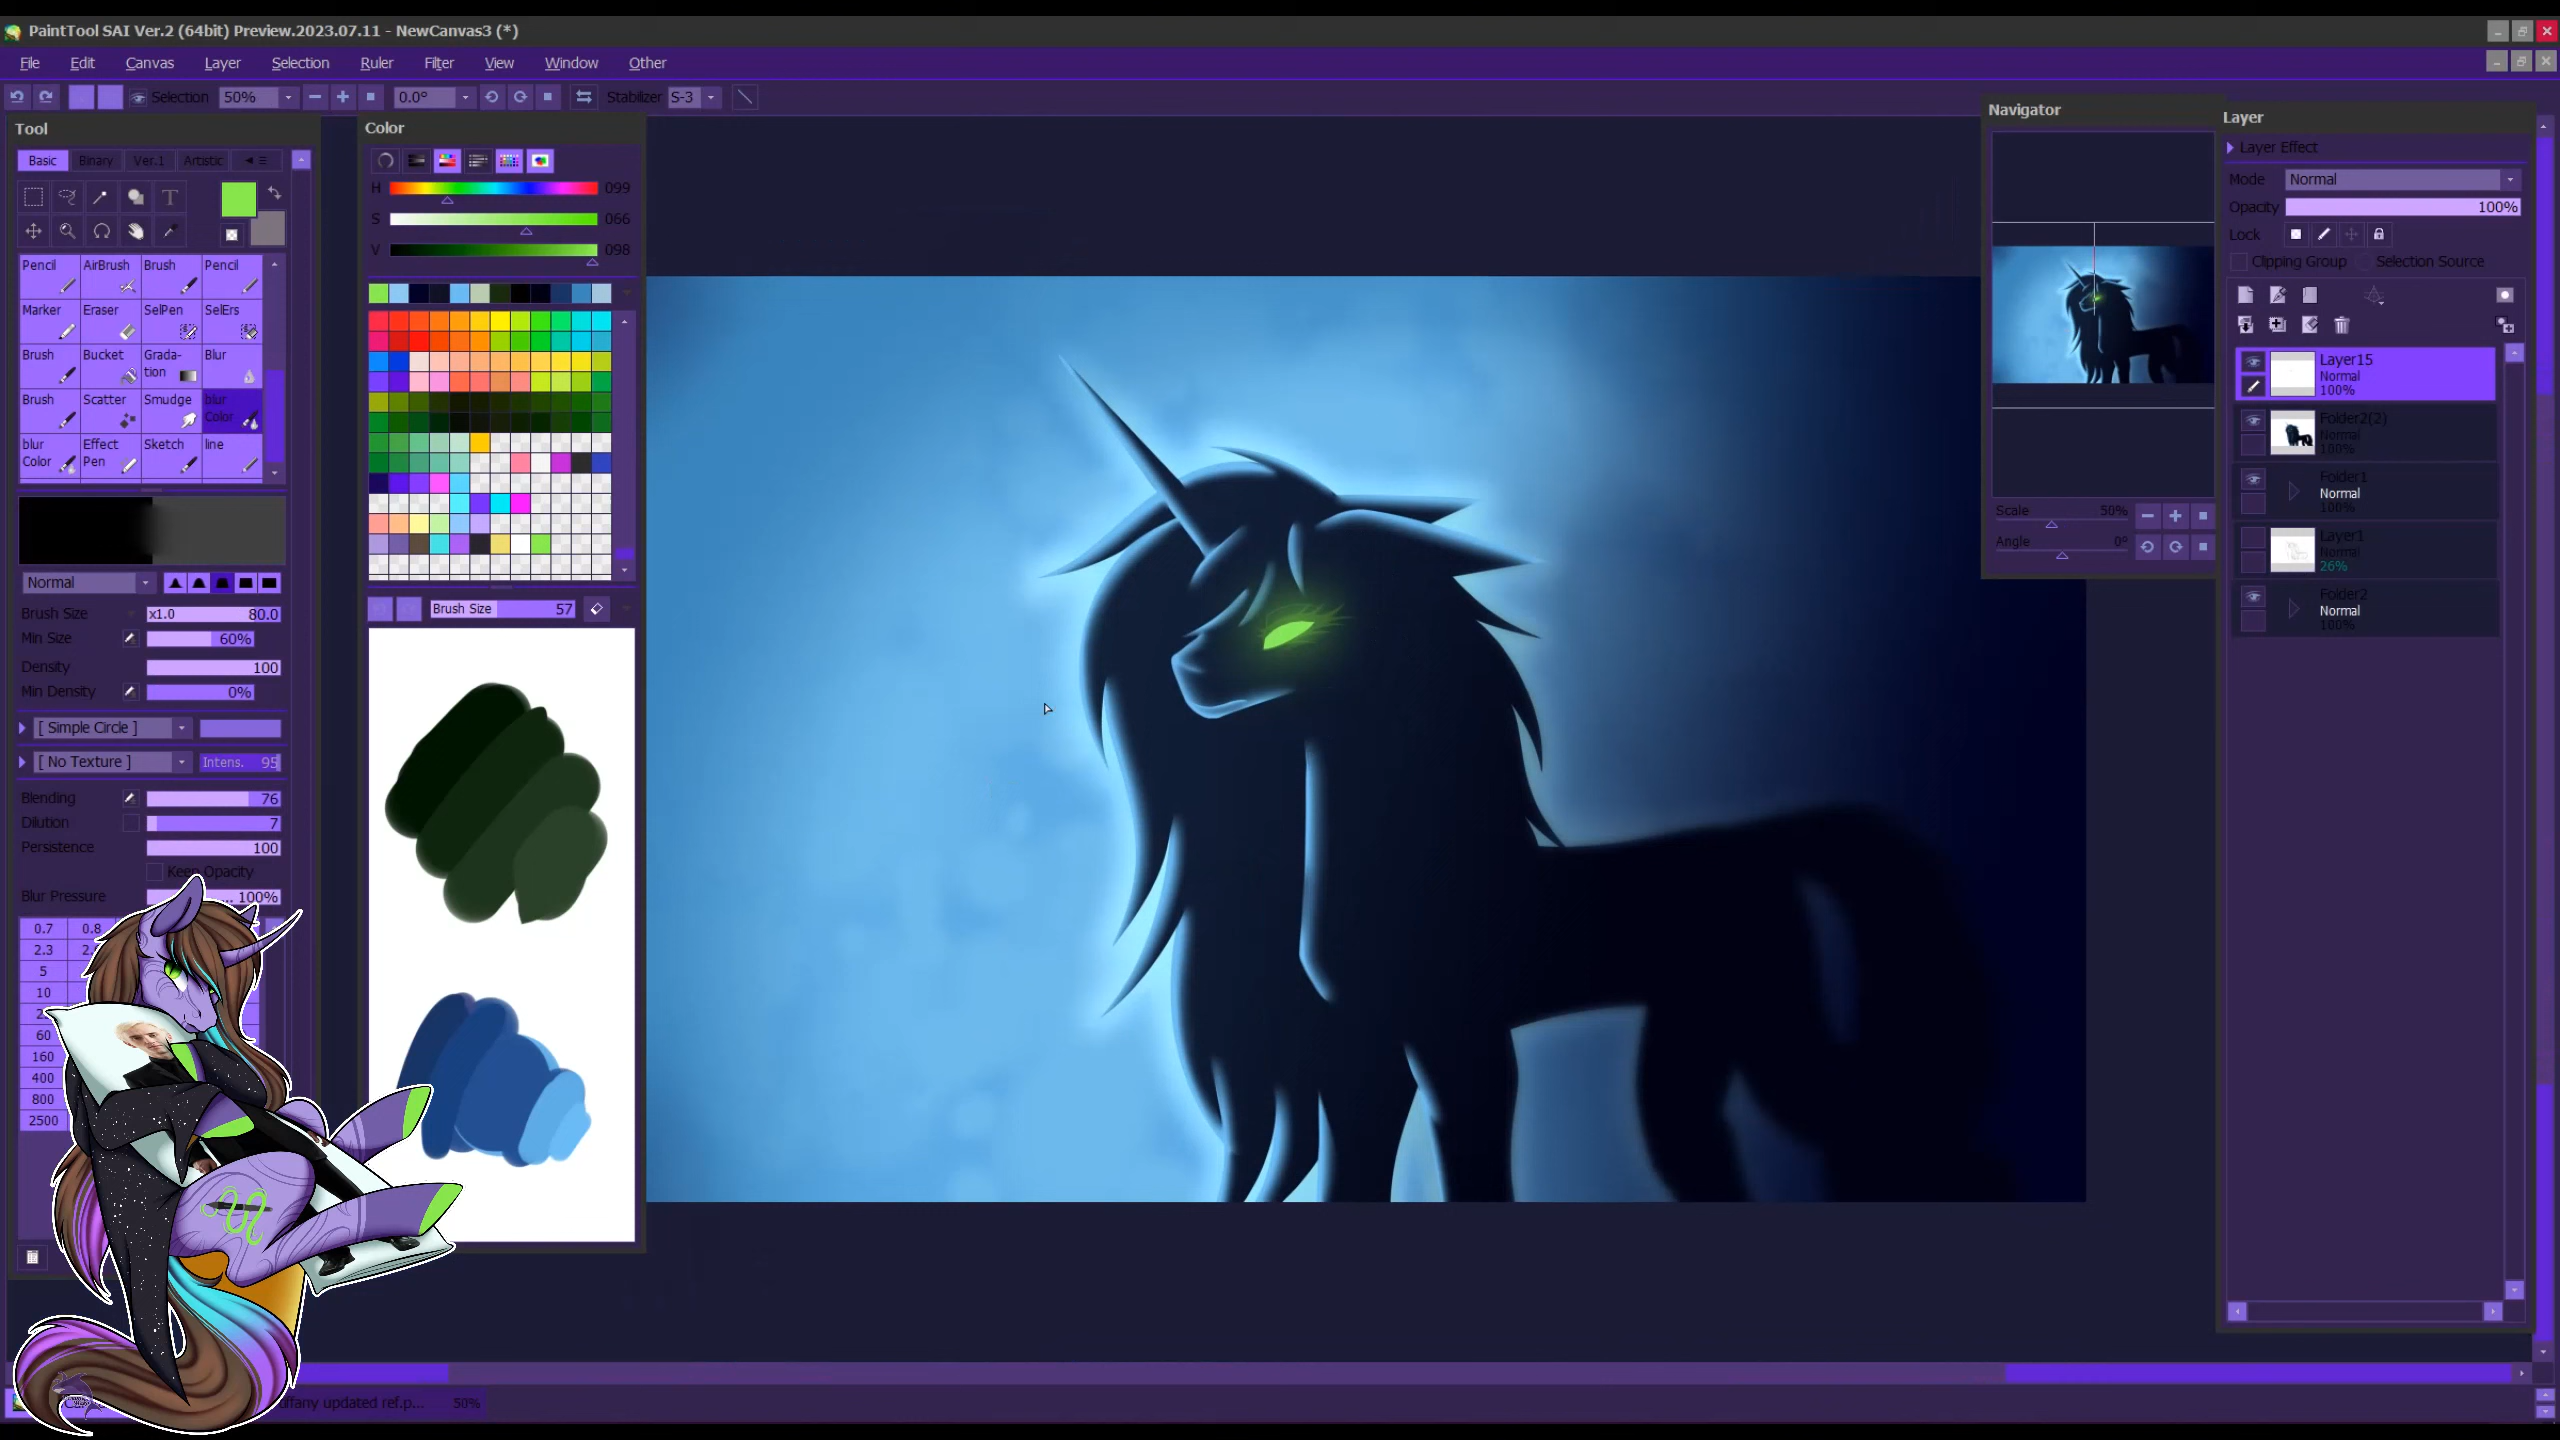 PaintTool SAI Ver.2 (64bit) Preview.2023.07.11 - NewCanvas3 (*)
File Edit Canvas Layer Selection Ruler Filter View Window Other
Selection 50% 0.0° Stabilizer S-3
Tool
Basic Binary Ver.1 Artistic
T
Pencil AirBrush Brush Pencil
Marker Eraser SelPen SelErs
Brush Bucket Grada-tion Blur
Brush Scatter Smudge blur Color
blur Color Effect Pen Sketch line
Normal
Brush Size x1.0 80.0
Min Size 60%
Density 100
Min Density 0%
[ Simple Circle ]
[ No Texture ] Intens. 95
Blending 76
Dilution 7
Persistence 100
Keep Opacity
Blur Pressure ... 100%
0.7 0.8
2.3
5
10
60
160
400
800
2500
Color
H 099
S 066
V 098
Brush Size 57
Navigator
Scale 50%
Angle 0°
Layer
Layer Effect
Mode Normal
Opacity 100%
Lock
Clipping Group Selection Source
Layer15
Normal
100%
Folder2(2)
Normal
100%
Folder1
Normal
100%
Layer1
Normal
26%
Folder2
Normal
100%
updated ref.p... 50%